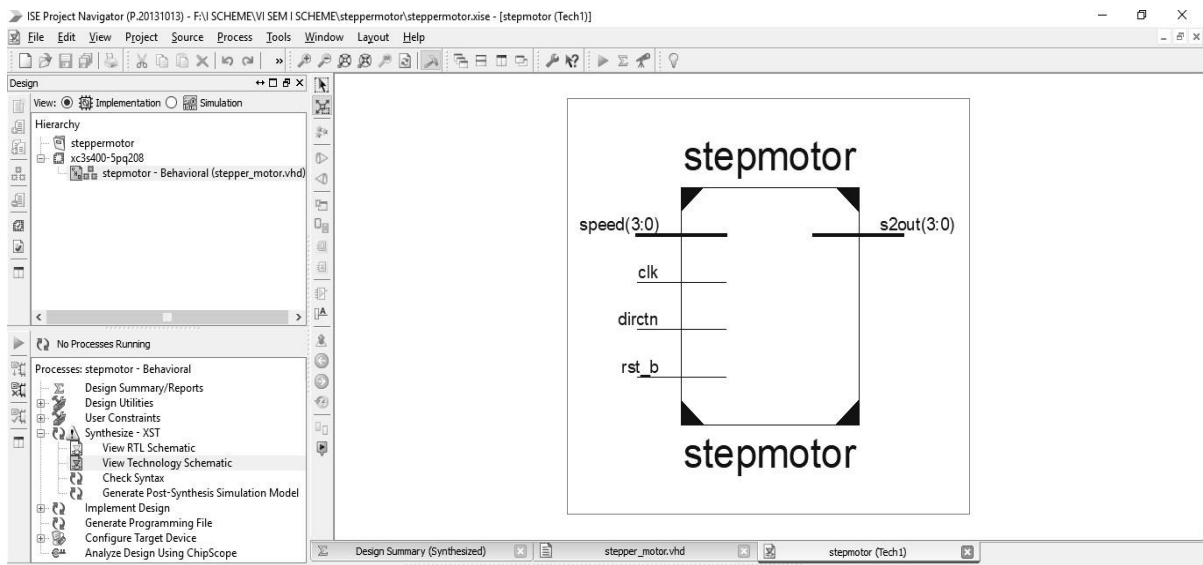 ISE Project Navigator (P.20131013) - F:\I SCHEME\VI SEM I SCHEME\steppermotor\steppermotor.xise - [stepmotor (Tech1)]
File Edit View Project Source Process Tools Window Layout Help
Design
View: Implementation Simulation
Hierarchy
steppermotor
xc3s400-5pq208
stepmotor - Behavioral (stepper_motor.vhd)
No Processes Running
Processes: stepmotor - Behavioral
Design Summary/Reports
Design Utilities
User Constraints
Synthesize - XST
View RTL Schematic
View Technology Schematic
Check Syntax
Generate Post-Synthesis Simulation Model
Implement Design
Generate Programming File
Configure Target Device
Analyze Design Using ChipScope
stepmotor
speed(3:0) s2out(3:0)
clk
dirctn
rst_b
stepmotor
Design Summary (Synthesized) stepper_motor.vhd stepmotor (Tech1)